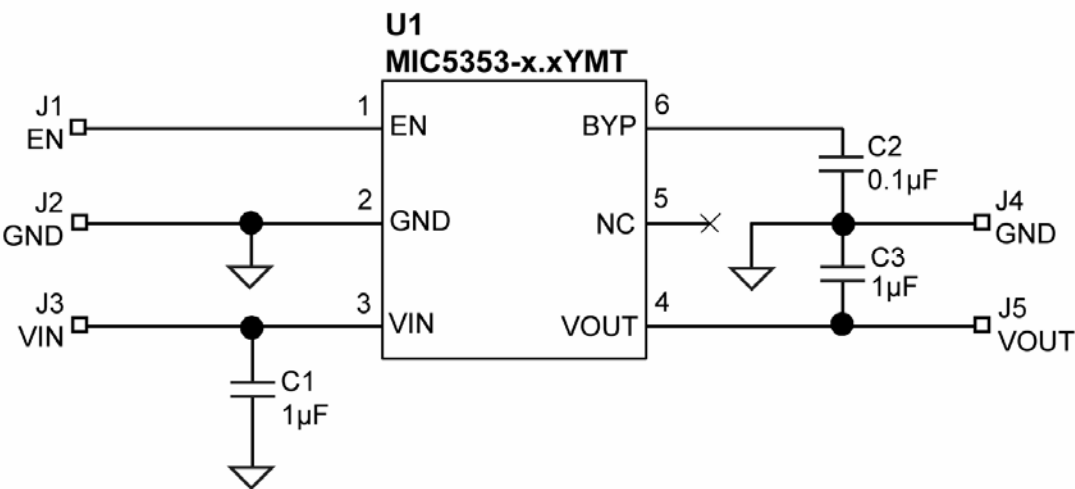 U1
MIC5353-x.xYMT
J1
EN
1
EN
BYP
6
C2
0.1µF
J2
GND
2
GND
NC
5
J4
GND
C3
1µF
J3
VIN
3
VIN
VOUT
4
J5
VOUT
C1
1µF